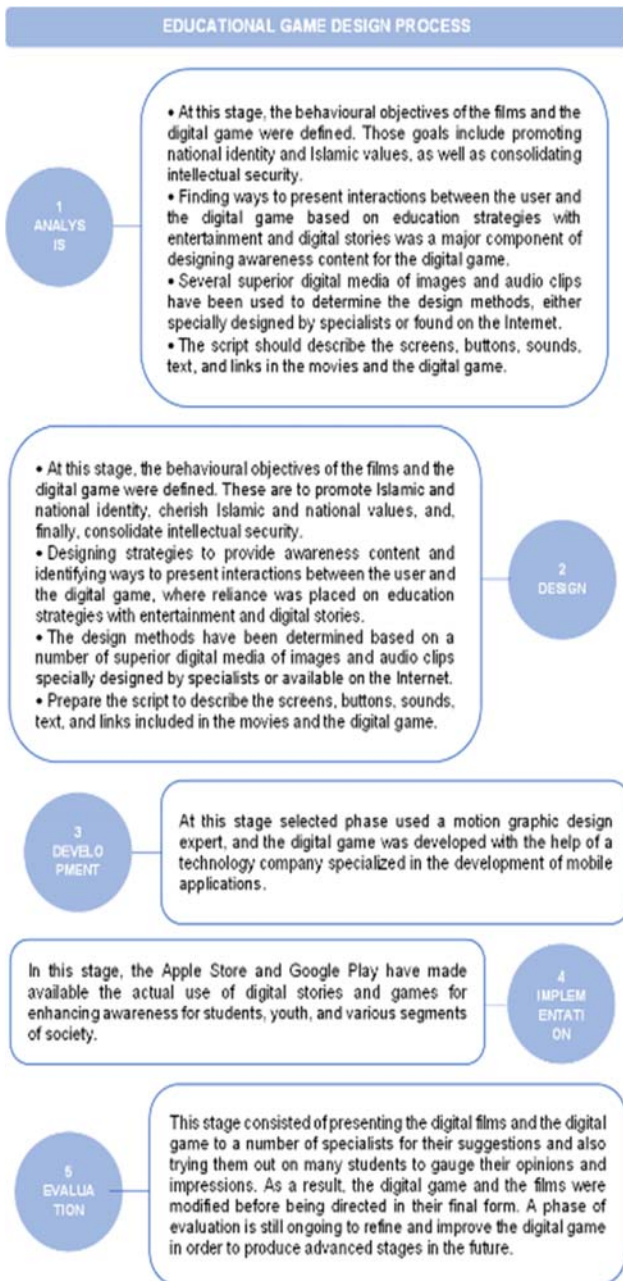 EDUCATIONAL GAME DESIGN PROCESS
1
ANALYS
IS
• At this stage, the behavioural objectives of the films and the
digital game were defined. Those goals include promoting
national identity and Islamic values, as well as consolidating
intellectual security.
• Finding ways to present interactions between the user and
the digital game based on education strategies with
entertainment and digital stories was a major component of
designing awareness content for the digital game.
• Several superior digital media of images and audio clips
have been used to determine the design methods, either
specially designed by specialists or found on the Internet.
• The script should describe the screens, buttons, sounds,
text, and links in the movies and the digital game.
• At this stage, the behavioural objectives of the films and the
digital game were defined. These are to promote Islamic and
national identity, cherish Islamic and national values, and,
finally, consolidate intellectual security.
• Designing strategies to provide awareness content and
identifying ways to present interactions between the user and
the digital game, where reliance was placed on education
strategies with entertainment and digital stories.
• The design methods have been determined based on a
number of superior digital media of images and audio clips
specially designed by specialists or available on the Internet.
• Prepare the script to describe the screens, buttons, sounds,
text, and links included in the movies and the digital game.
2
DESIGN
3
DEVELO
PMENT
At this stage selected phase used a motion graphic design
expert, and the digital game was developed with the help of a
technology company specialized in the development of mobile
applications.
In this stage, the Apple Store and Google Play have made
available the actual use of digital stories and games for
enhancing awareness for students, youth, and various segments
of society.
4
IMPLEM
ENTATI
ON
5
EVALUA
TION
This stage consisted of presenting the digital films and the digital
game to a number of specialists for their suggestions and also
trying them out on many students to gauge their opinions and
impressions. As a result, the digital game and the films were
modified before being directed in their final form. A phase of
evaluation is still ongoing to refine and improve the digital game
in order to produce advanced stages in the future.